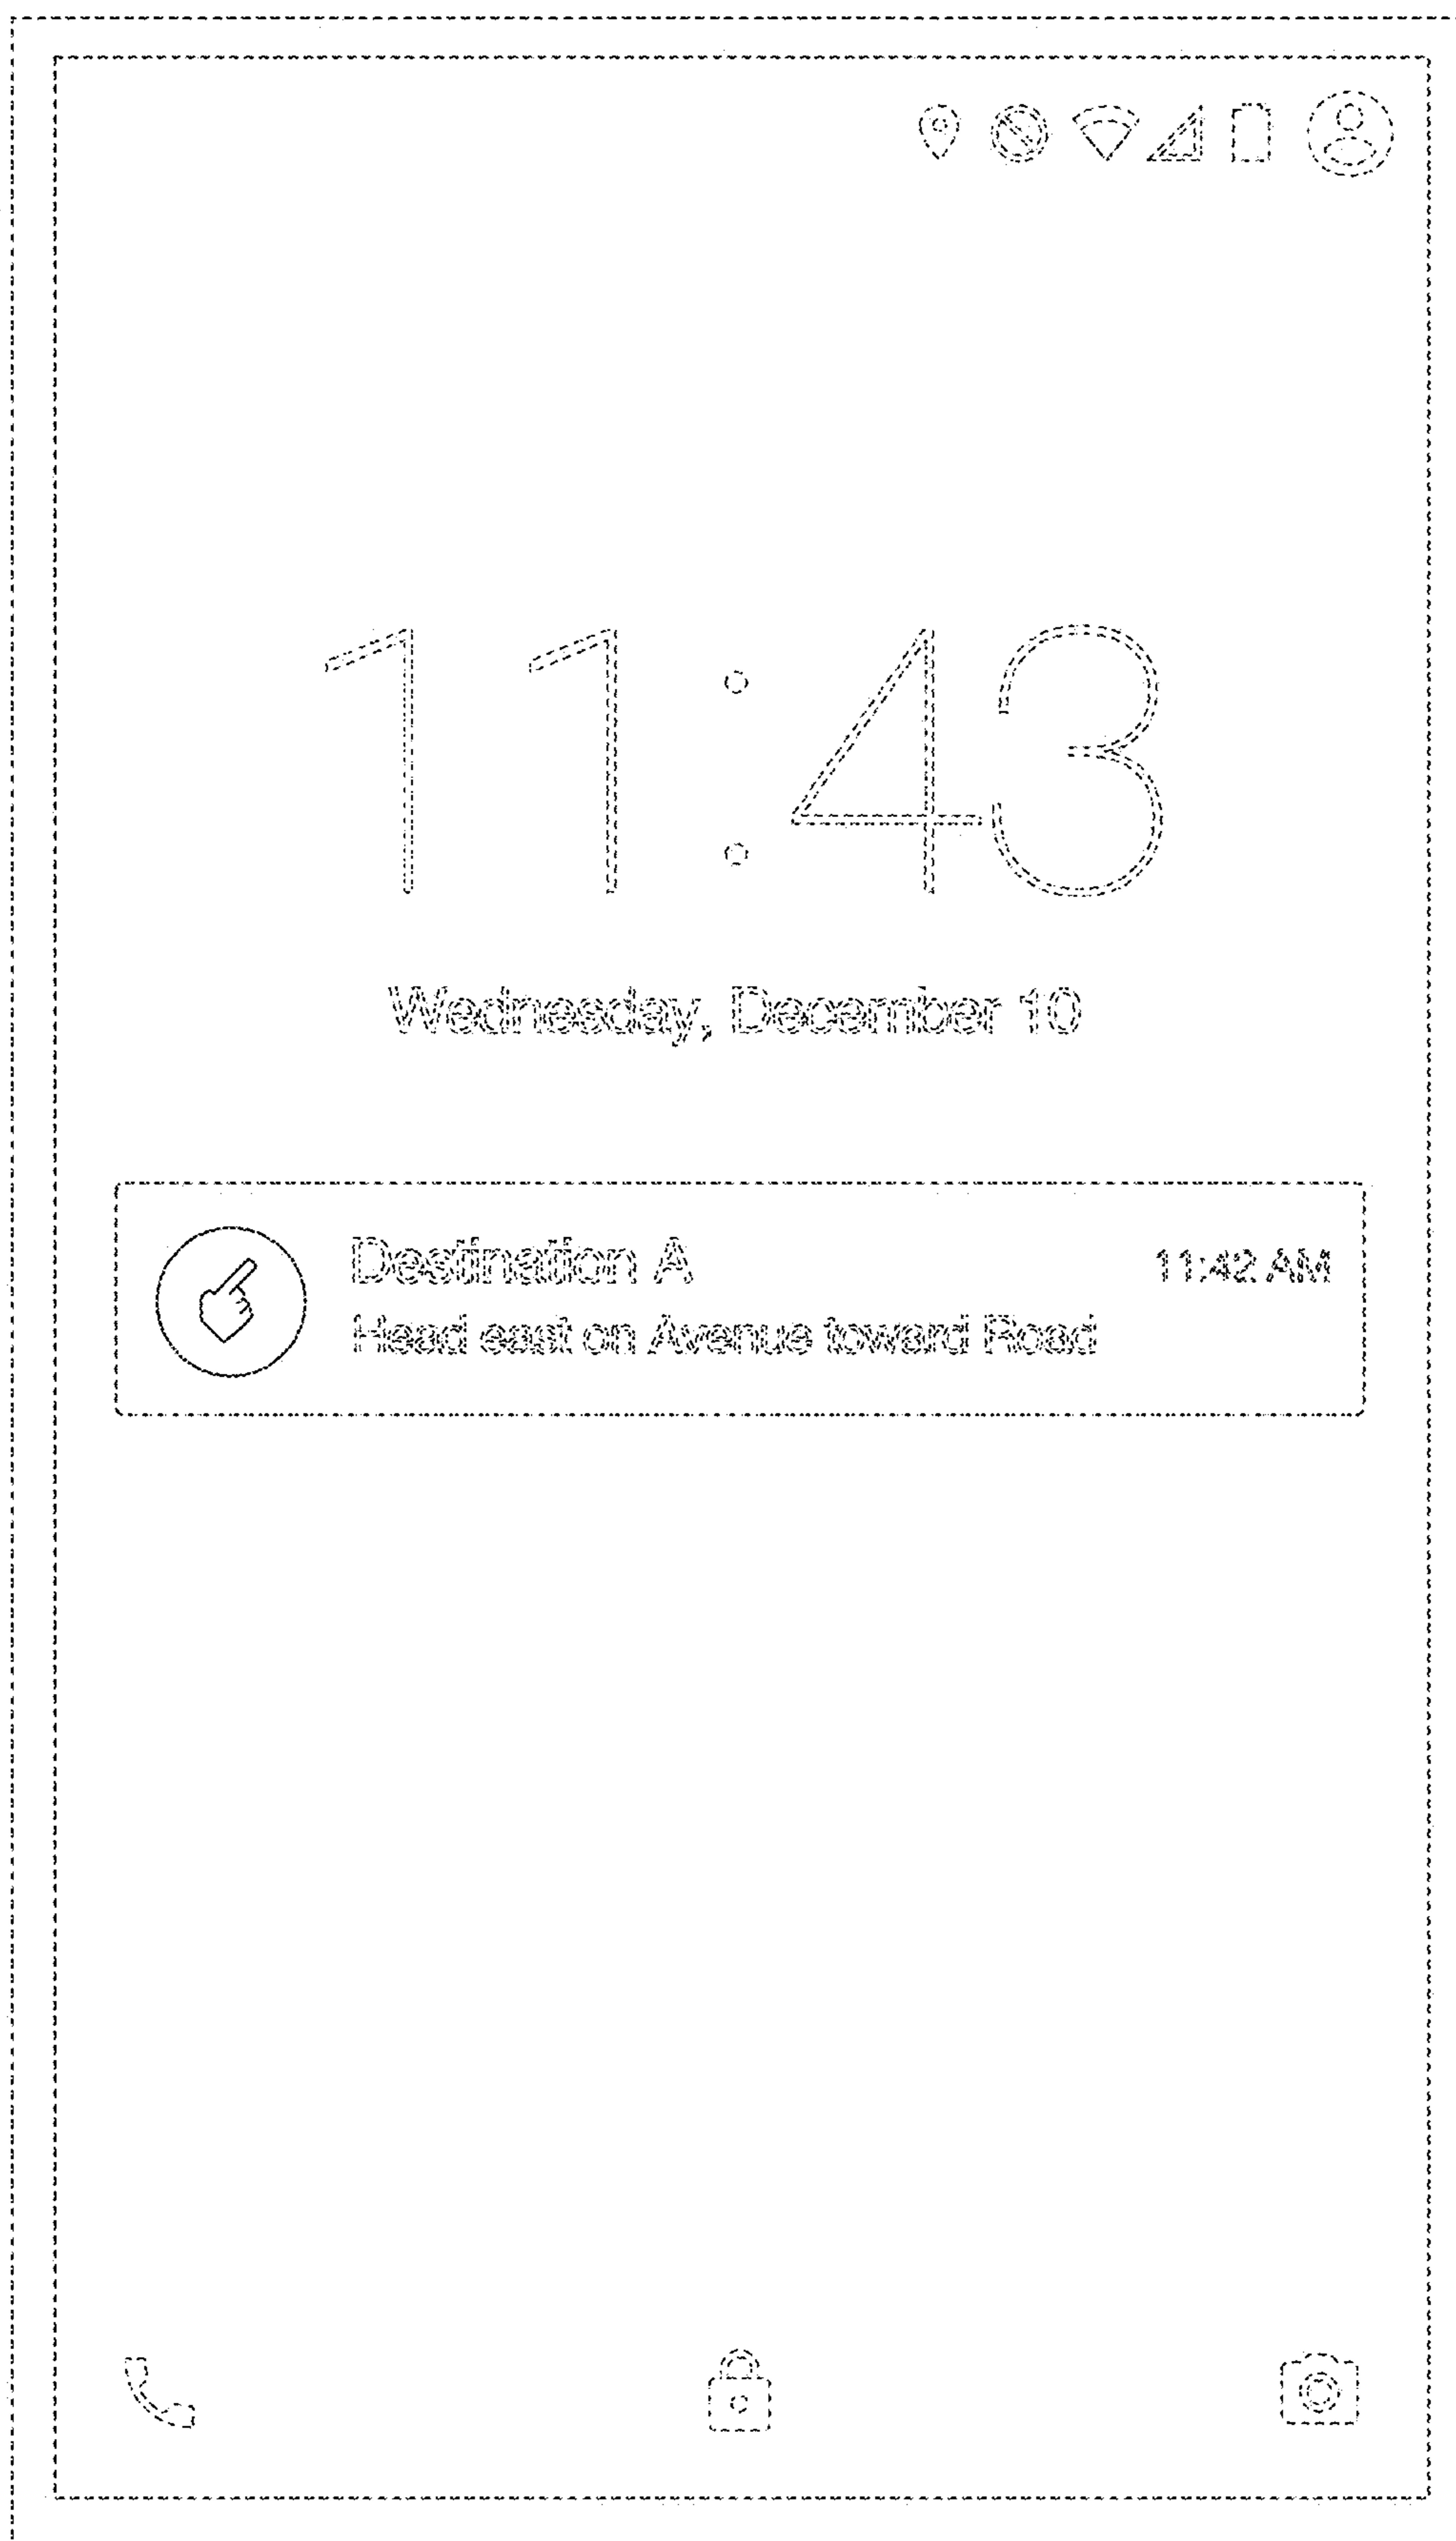 11:43
Wednesday, December 10
Destination A 11:42 AM
Head east on Avenue toward Road